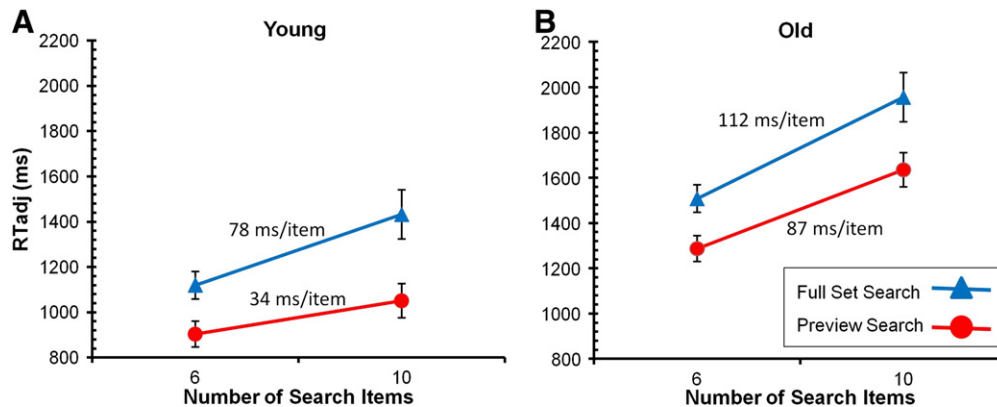 A
Young
2200
2000
1800
1600
1400
1200
1000
800
RTadj (ms)
78 ms/item
34 ms/item
6
10
Number of Search Items
B
Old
2200
2000
1800
1600
1400
1200
1000
800
112 ms/item
87 ms/item
Full Set Search
Preview Search
6
10
Number of Search Items